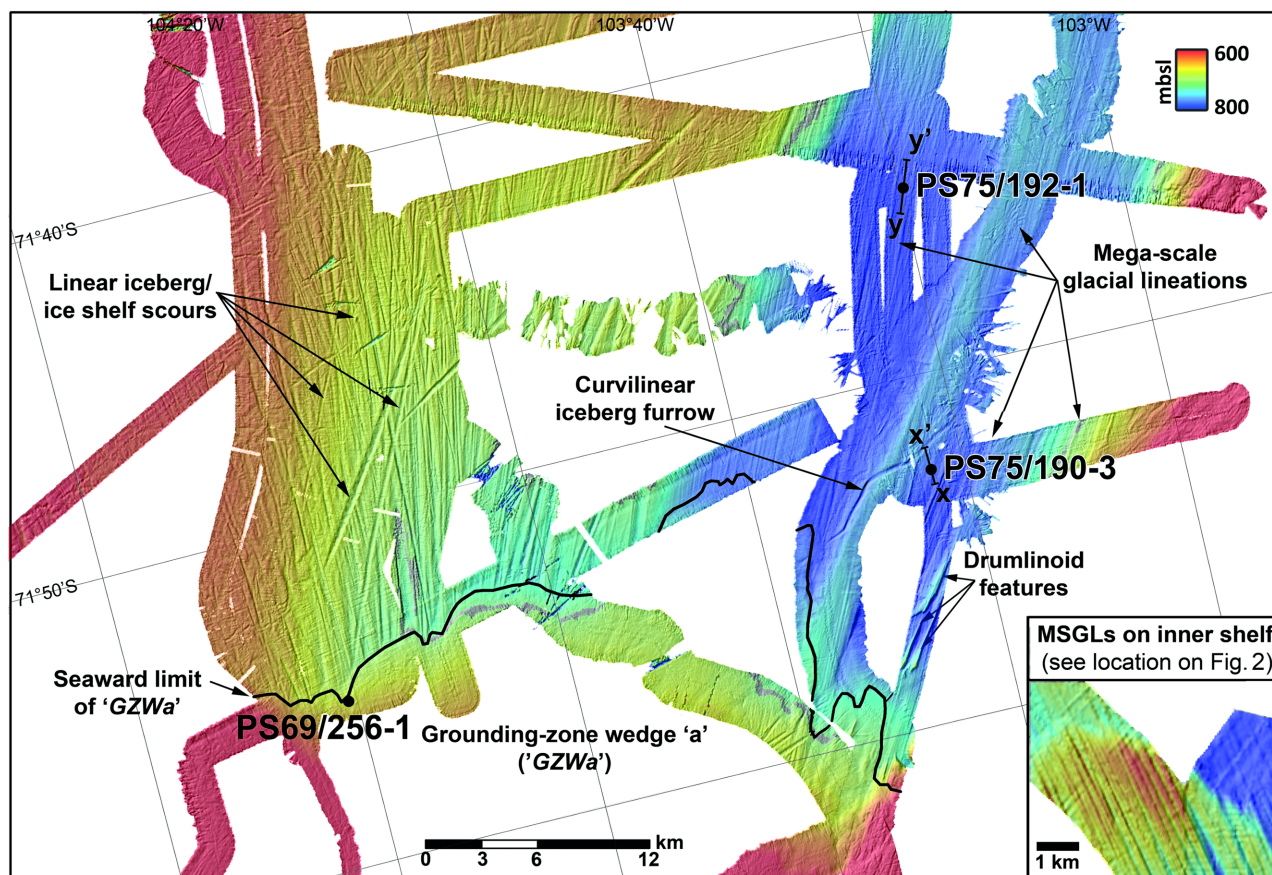 104°20'W
103°40'W
103°W
600
mbsl
800
y'
PS75/192-1
y
71°40'S
Linear iceberg/
ice shelf scours
Mega-scale
glacial lineations
Curvilinear
iceberg furrow
x'
PS75/190-3
x
71°50'S
Drumlinoid
features
Seaward limit
of 'GZWa'
PS69/256-1
Grounding-zone wedge 'a'
('GZWa')
MSGLs on inner shelf
(see location on Fig. 2)
km
0 3 6 12
1 km